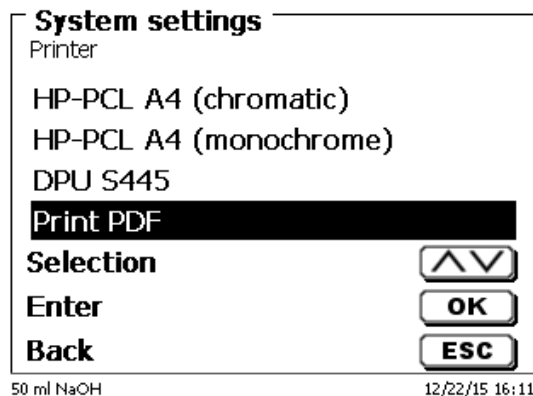 System settings
Printer
HP-PCL A4 (chromatic)
HP-PCL A4 (monochrome)
DPU S445
Print PDF
Selection
Enter OK
Back ESC
50 ml NaOH 12/22/15 16:11